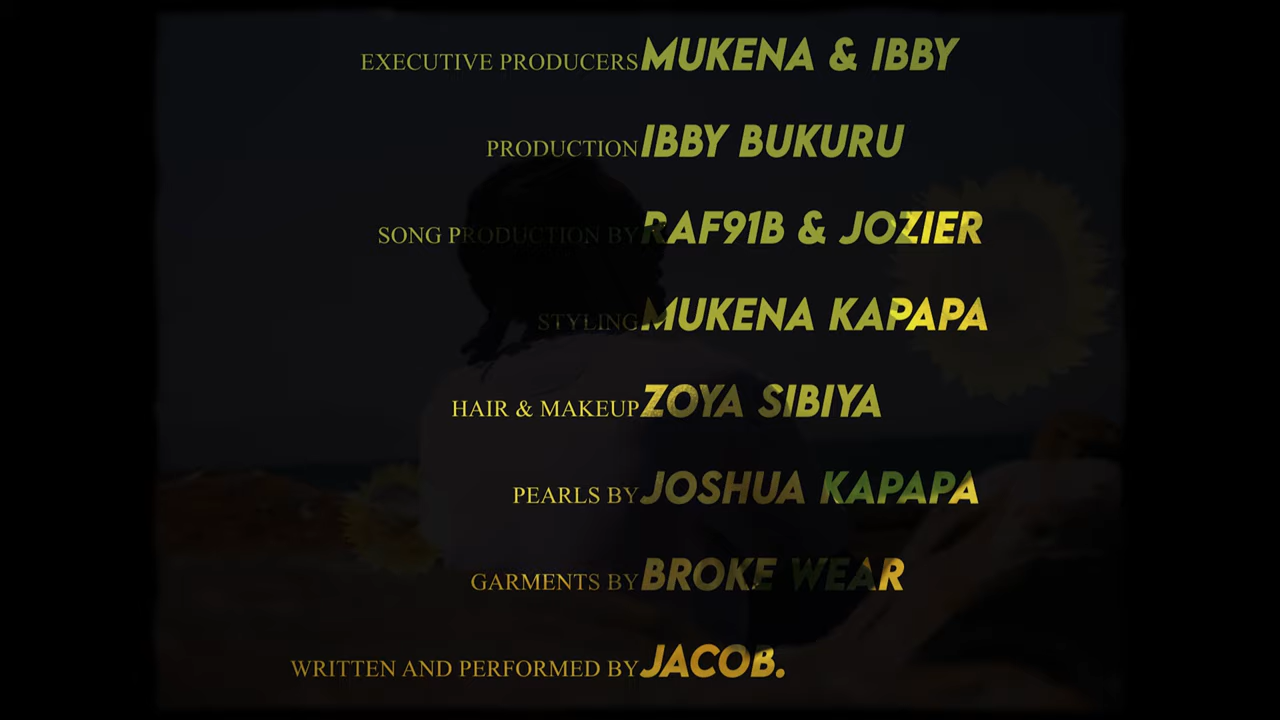 EXECUTIVE PRODUCERS MUKENA & IBBY
PRODUCTION IBBY BUKURU
SONG PRODUCTION BY RAF91B & JOZIER
STYLING MUKENA KAPAPA
HAIR & MAKEUP ZOYA SIBIYA
PEARLS BY JOSHUA KAPAPA
GARMENTS BY BROKE WEAR
WRITTEN AND PERFORMED BY JACOB.